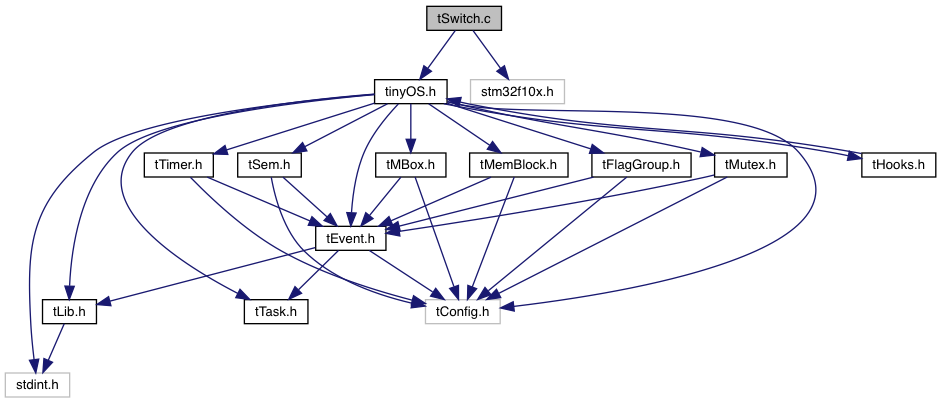 tSwitch.c
tinyOS.h
stm32f10x.h
tTimer.h
tSem.h
tMBox.h
tMemBlock.h
tFlagGroup.h
tMutex.h
tHooks.h
tEvent.h
tLib.h
tTask.h
tConfig.h
stdint.h